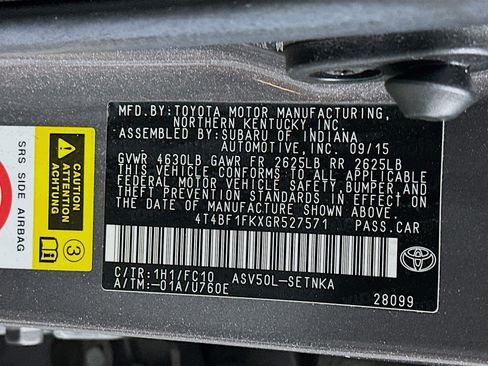 MFD. BY: TOYOTA MOTOR MANUFACTURING,
NORTHERN KENTUCKY INC.
ASSEMBLED BY: SUBARU OF INDIANA
AUTOMOTIVE, INC. 09/15
GVWR 4630LB GAWR FR 2625LB RR 2625LB
THIS VEHICLE CONFORMS TO ALL APPLICABLE
FEDERAL MOTOR VEHICLE SAFETY, BUMPER, AND
THEFT PREVENTION STANDARDS IN EFFECT ON
THE DATE OF MANUFACTURE SHOWN ABOVE.
4T4BF1FKXGR527571 PASS.CAR
C/TR:1H1/FC10 ASV50L-SETNKA
A/TM:-01A/U760E
28099
TOYOTA
SRS SIDE AIRBAG
CAUTION
ATTENTION
ACHTUNG
3